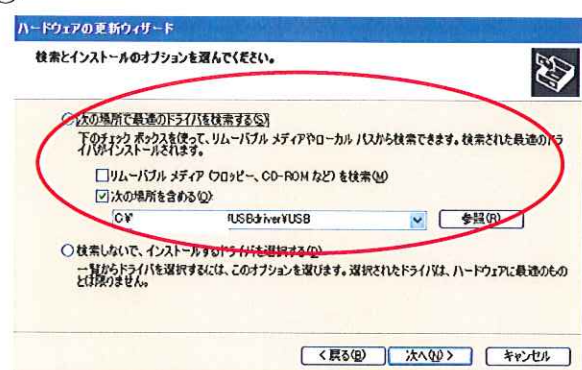 ハードウェアの更新ウィザード
検索とインストールのオプションを選んでください。
次の場所で最適のドライバを検索する(S)
下のチェック ボックスを使って、リムーバブル メディアやローカル パスから検索できます。検索された最適のドラ
イバがインストールされます。
リムーバブル メディア (フロッピー、CD-ROM など) を検索(M)
次の場所を含める(O):
C:¥ ¥USBdriver¥USB
参照(R)
検索しないで、インストールするドライバを選択する(D)
一覧からドライバを選択するには、このオプションを選びます。選択されたドライバは、ハードウェアに最適のもの
とは限りません。
< 戻る(B) 次へ(N) > キャンセル